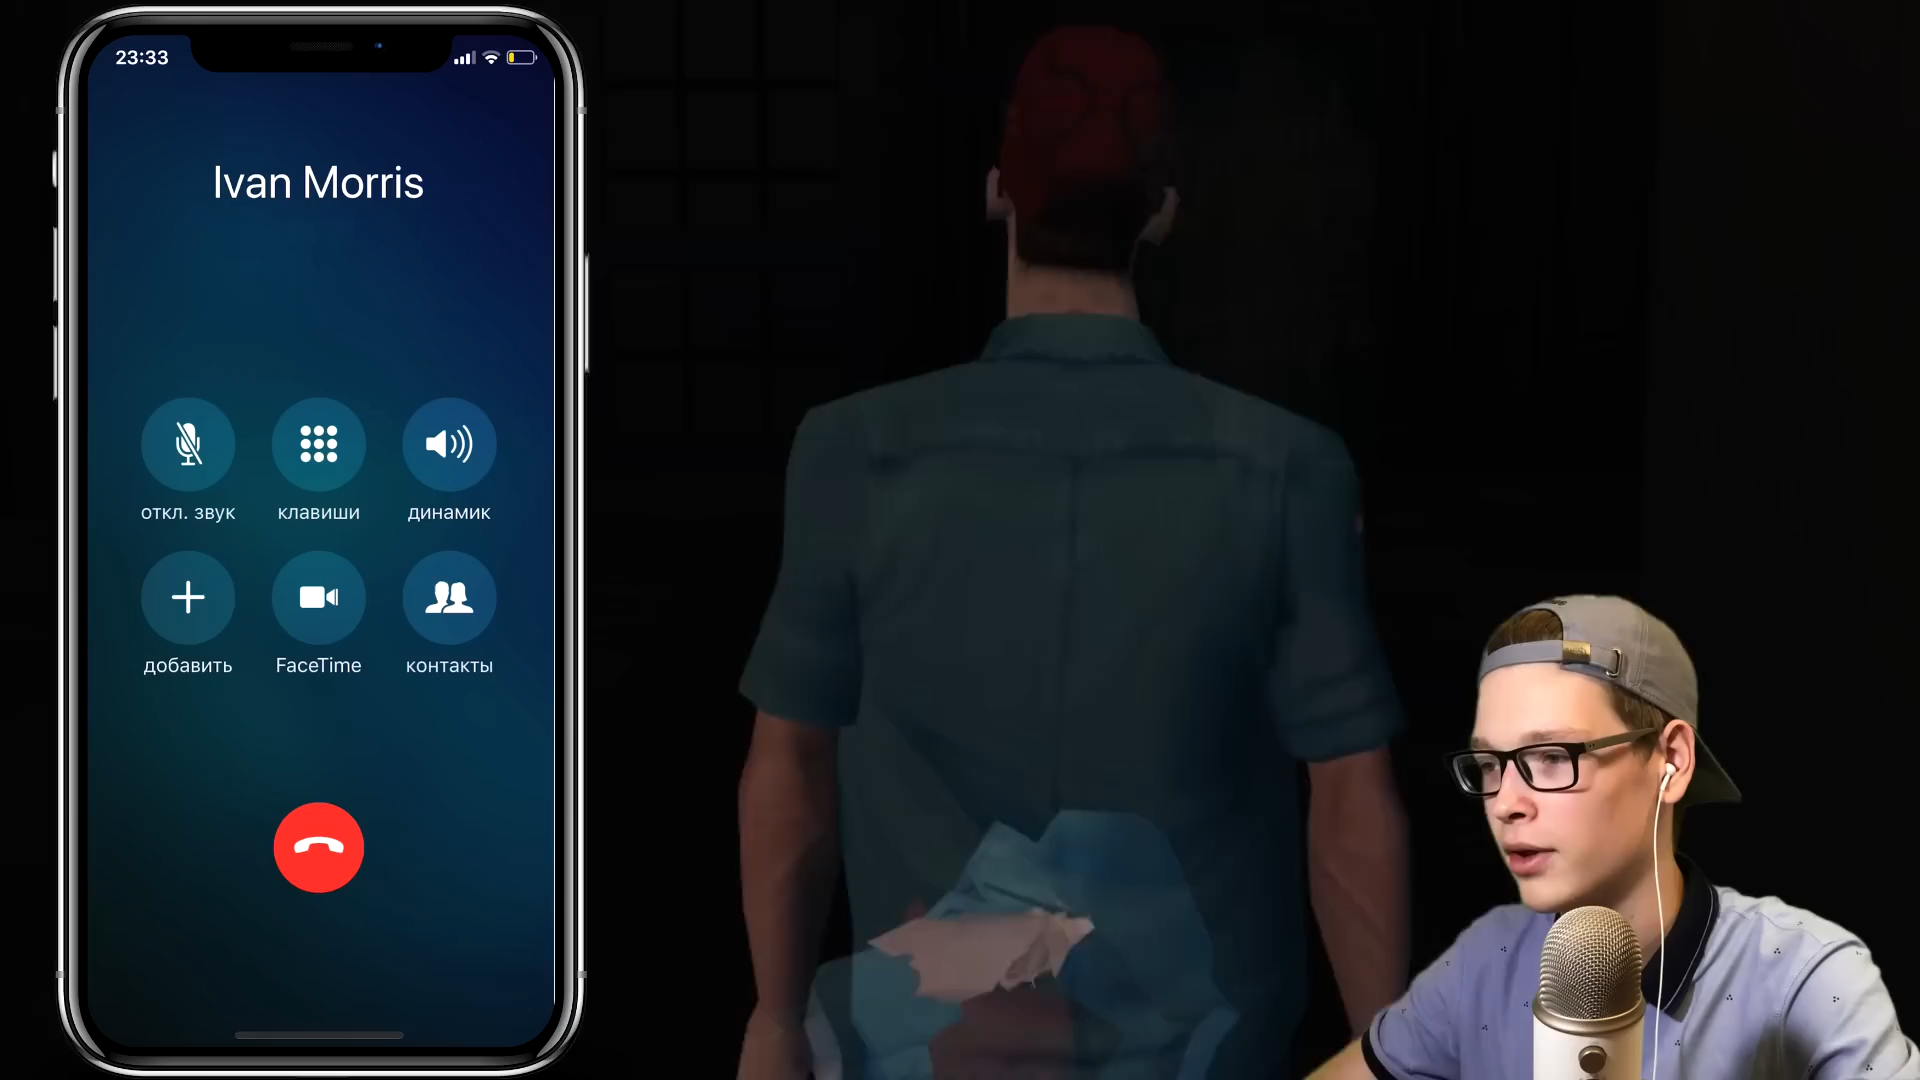 23:33
Ivan Morris
откл. звук
клавиши
динамик
добавить
FaceTime
контакты